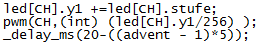 led[CH].y1 +=led[CH].stufe;
pwm(CH,(int) (led[CH].y1/256) );
_delay_ms(20-((advent - 1)*5));